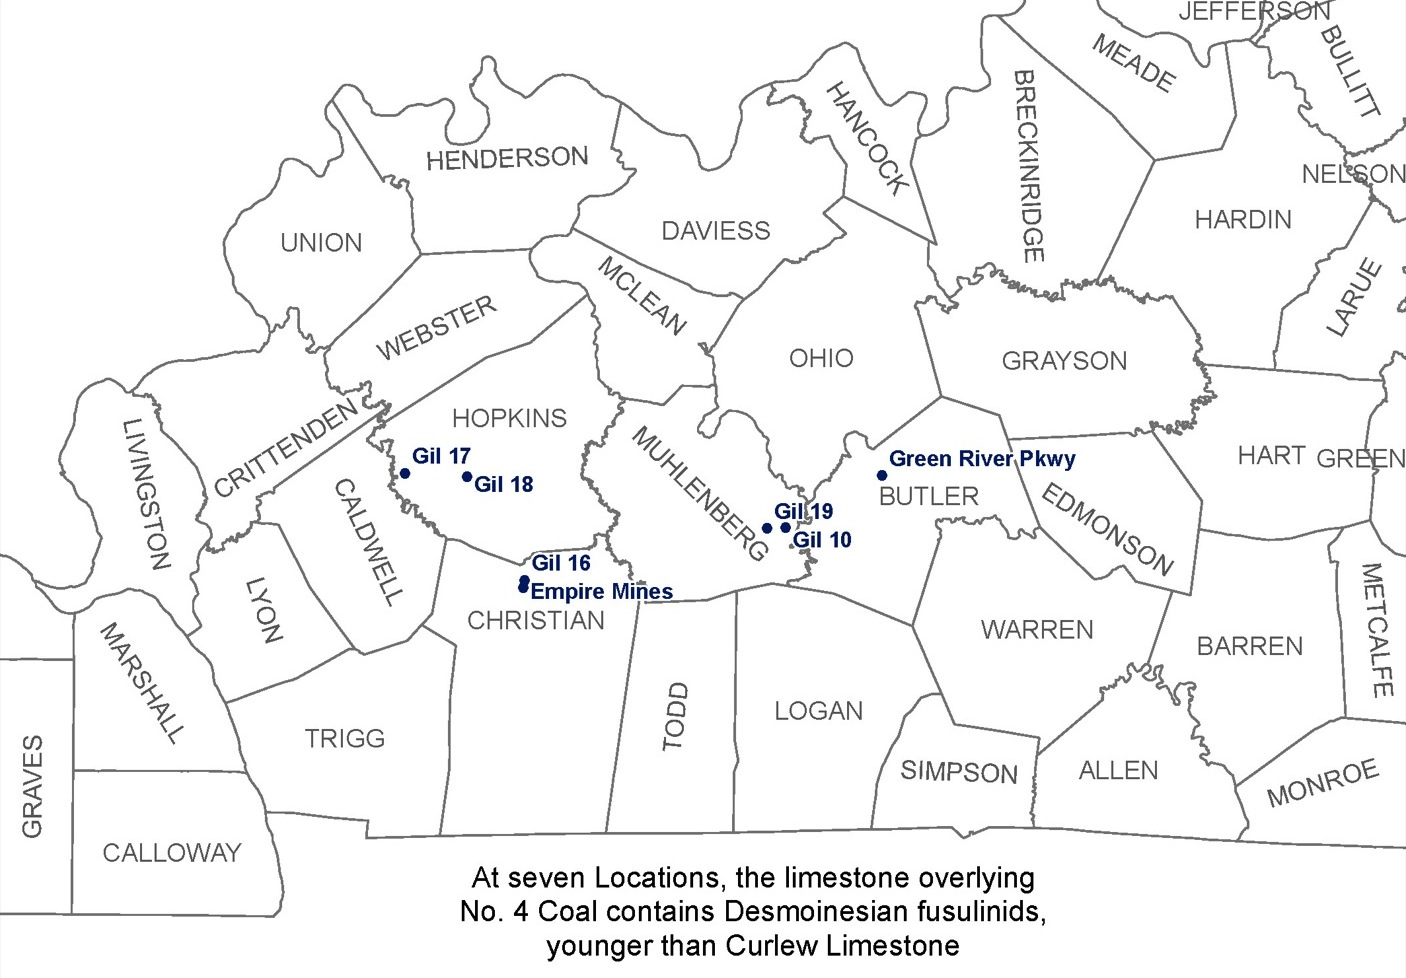 JEFFERSON
BULLITT
MEADE
HANCOCK
BRECKINRIDGE
HENDERSON
NELSON
HARDIN
DAVIESS
UNION
MCLEAN
LARUE
WEBSTER
OHIO
GRAYSON
HOPKINS
CRITTENDEN
LIVINGSTON
MUHLENBERG
Gil 17
Gil 18
Green River Pkwy
HART
GREEN
BUTLER
CALDWELL
EDMONSON
Gil 19
Gil 10
Gil 16
Empire Mines
CHRISTIAN
LYON
METCALFE
WARREN
BARREN
MARSHALL
TODD
LOGAN
TRIGG
GRAVES
SIMPSON
ALLEN
MONROE
CALLOWAY
At seven Locations, the limestone overlying
No. 4 Coal contains Desmoinesian fusulinids,
younger than Curlew Limestone